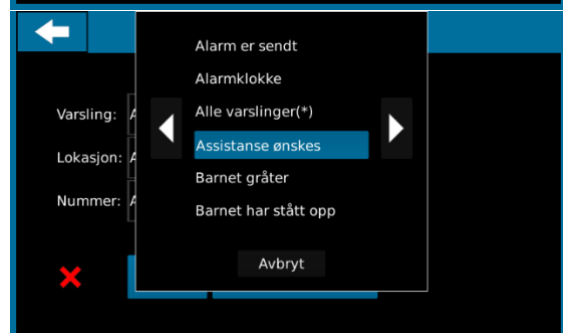 Alarm er sendt
Alarmklokke
Varsling:
Alle varslinger(*)
Assistanse ønskes
Lokasjon:
Barnet gråter
Nummer:
Barnet har stått opp
Avbryt